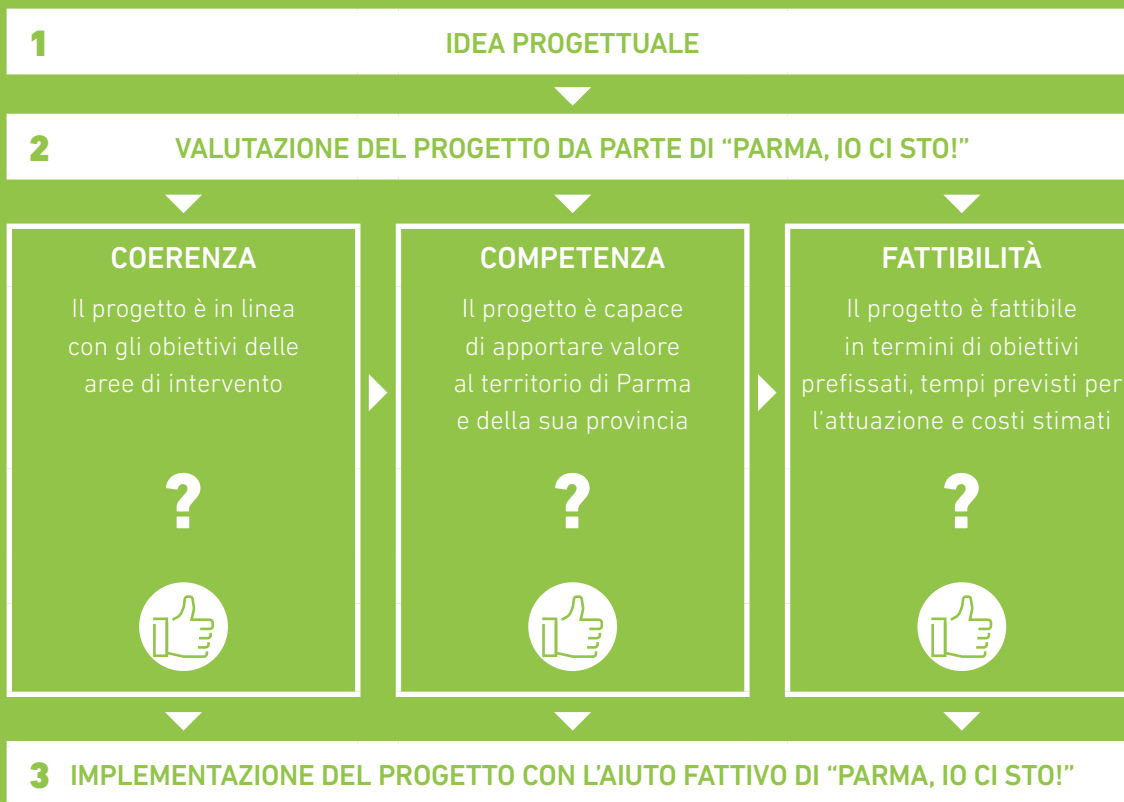 1 IDEA PROGETTUALE
2 VALUTAZIONE DEL PROGETTO DA PARTE DI “PARMA, IO CI STO!”
COERENZA
Il progetto è in linea
con gli obiettivi delle
aree di intervento
?
COMPETENZA
Il progetto è capace
di apportare valore
al territorio di Parma
e della sua provincia
?
FATTIBILITÀ
Il progetto è fattibile
in termini di obiettivi
prefissati, tempi previsti per
l’attuazione e costi stimati
?
3 IMPLEMENTAZIONE DEL PROGETTO CON L’AIUTO FATTIVO DI “PARMA, IO CI STO!”